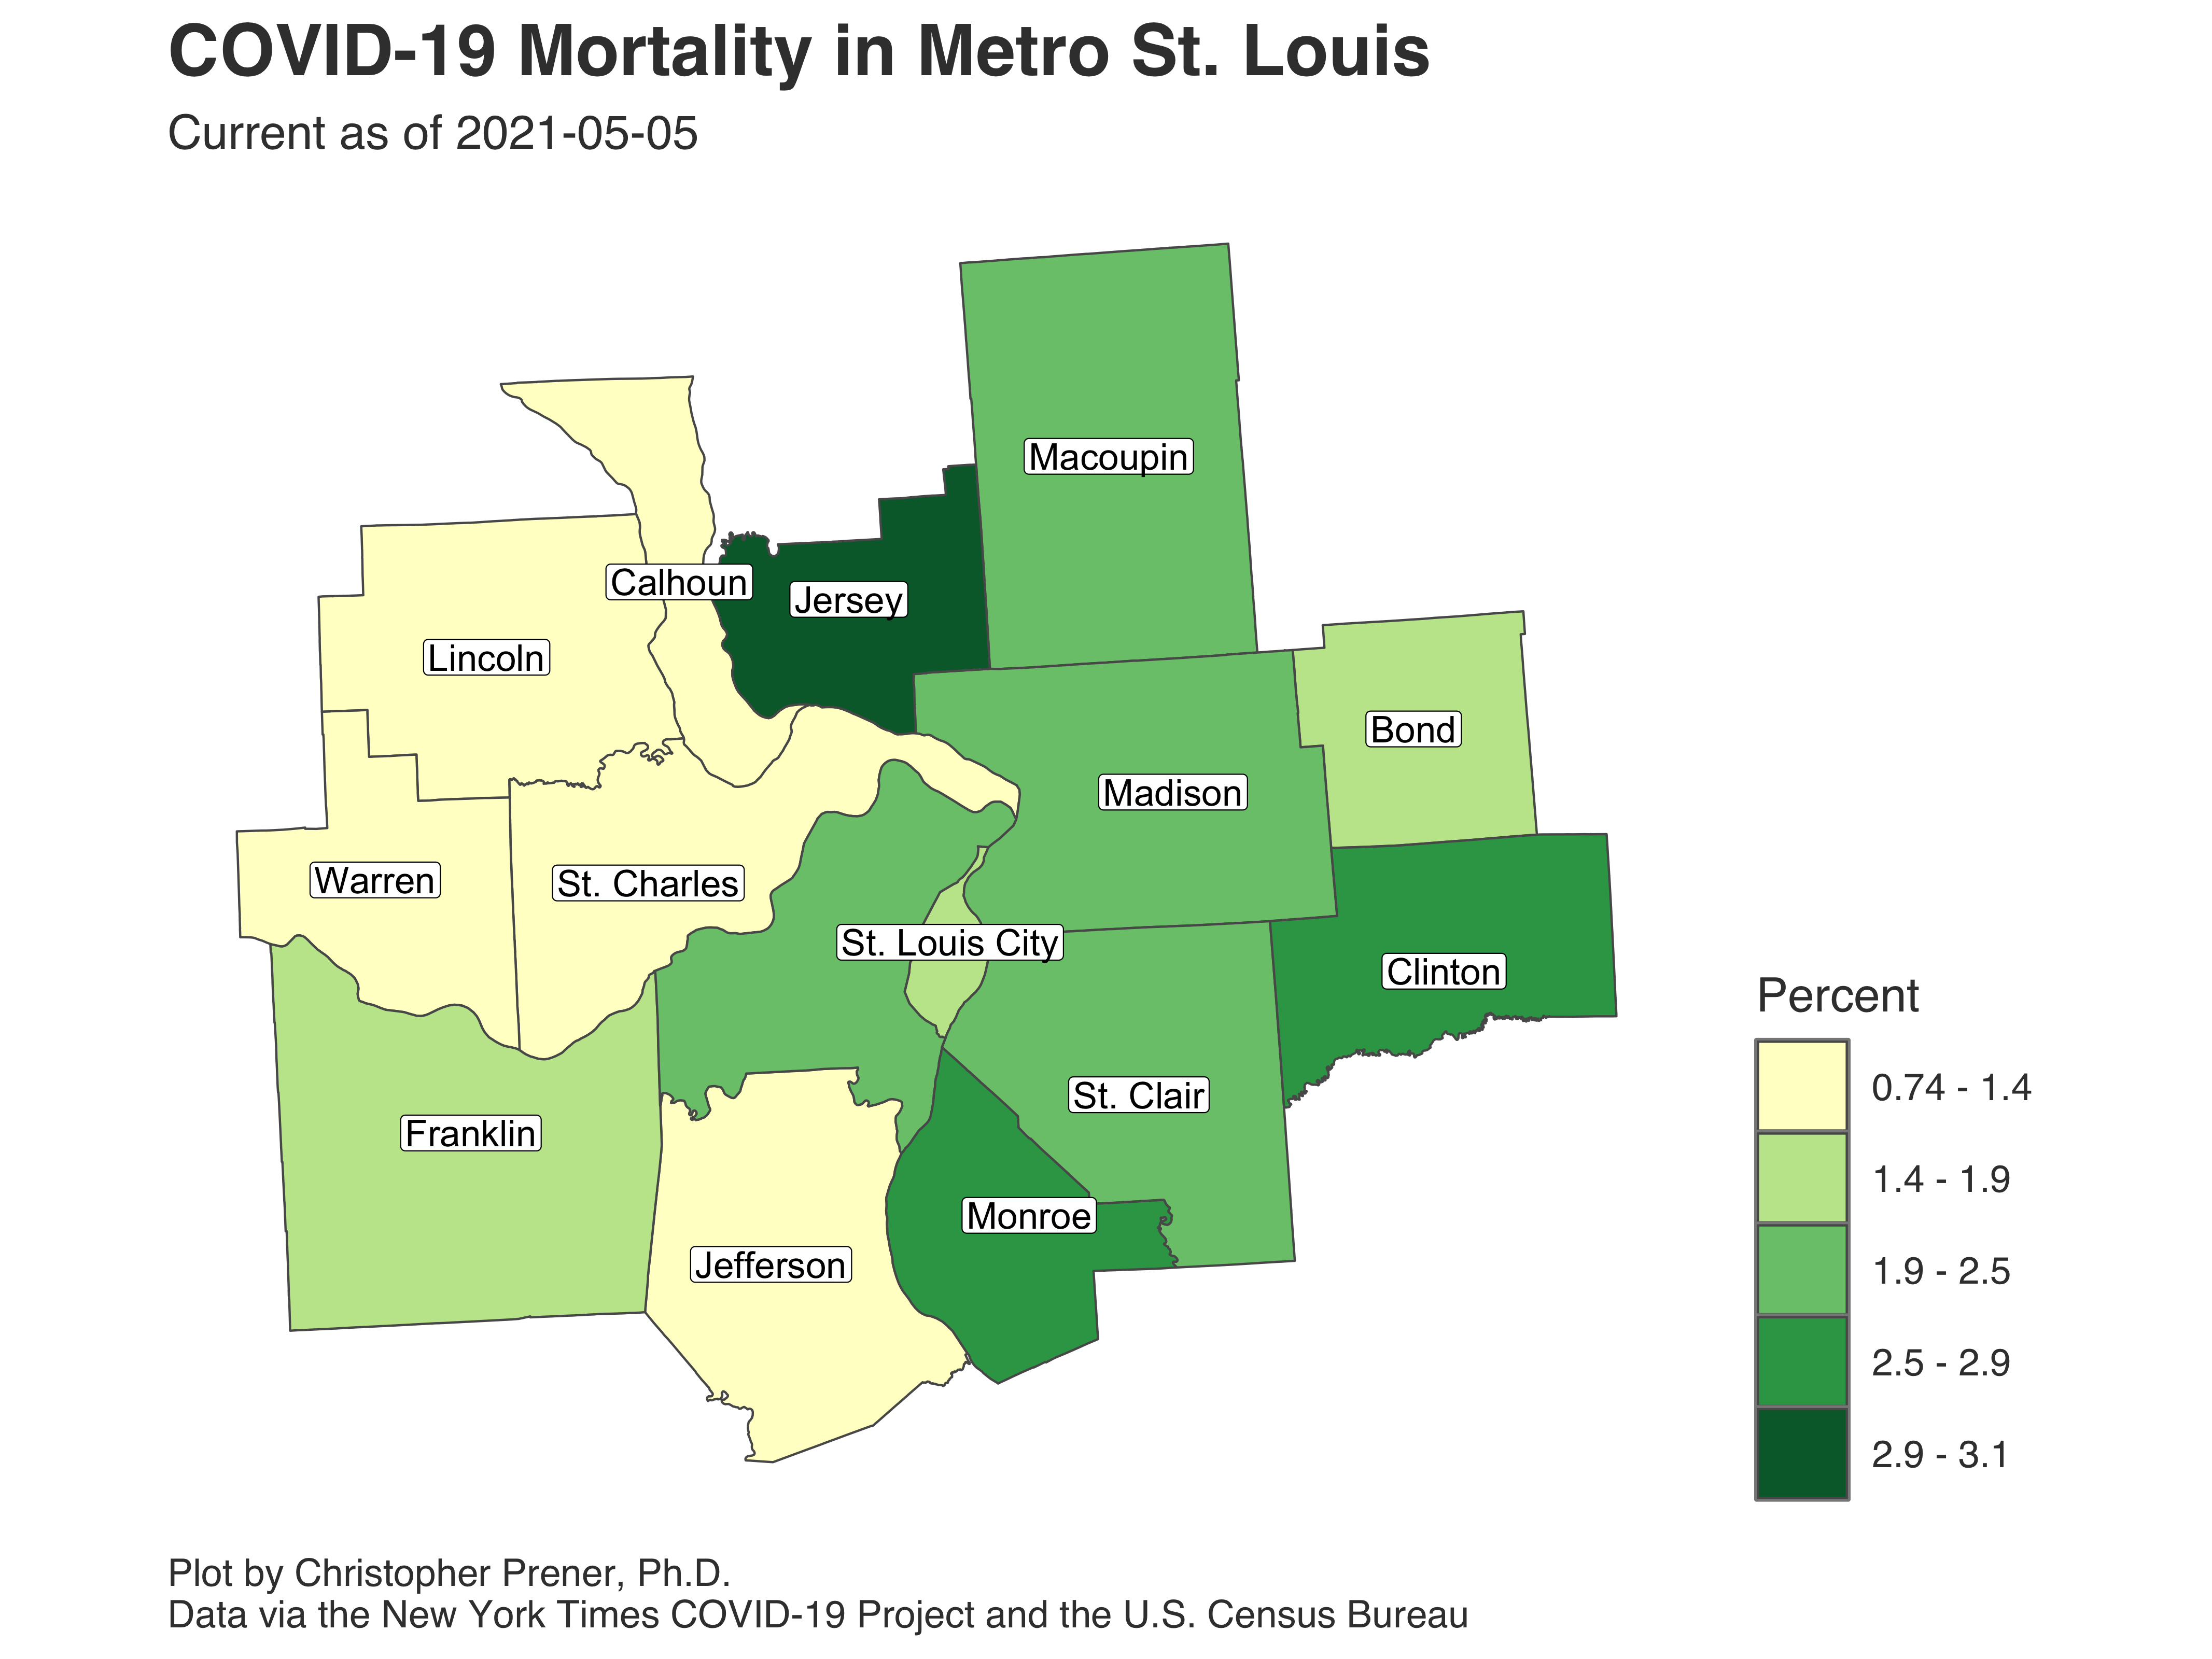 COVID-19 Mortality in Metro St. Louis
Current as of 2021-05-05
Macoupin
Calhoun
Jersey
Lincoln
Bond
Madison
Warren
St. Charles
St. Louis City
Clinton
St. Clair
Franklin
Monroe
Jefferson
Percent
0.74 - 1.4
1.4 - 1.9
1.9 - 2.5
2.5 - 2.9
2.9 - 3.1
Plot by Christopher Prener, Ph.D.
Data via the New York Times COVID-19 Project and the U.S. Census Bureau